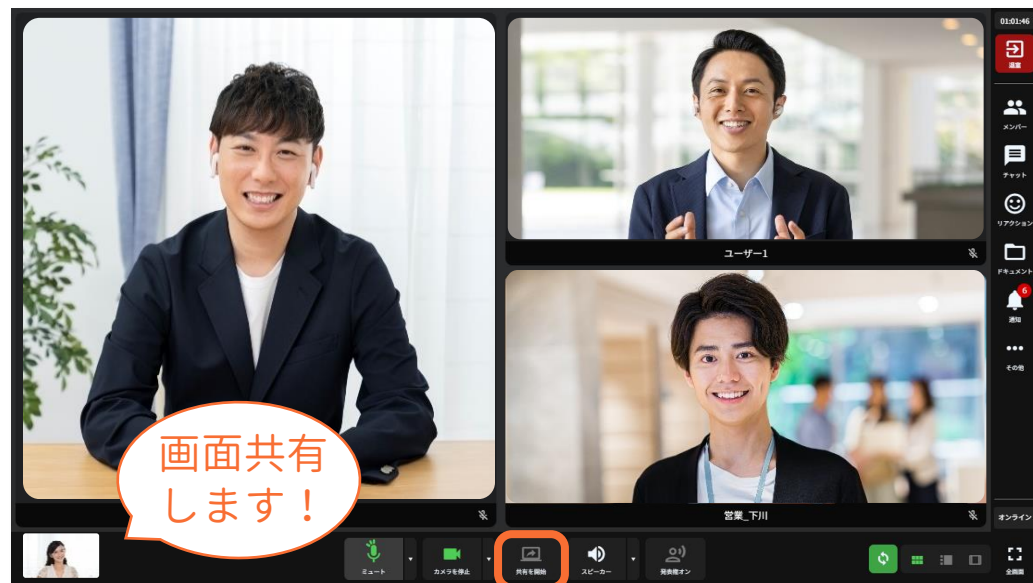 01:01:46
退室
メンバー
チャット
リアクション
ドキュメント
6
通知
その他
ユーザー1
営業_下川
画面共有
します！
オンライン
ミュート
カメラを停止
共有を開始
スピーカー
発表権オン
全画面